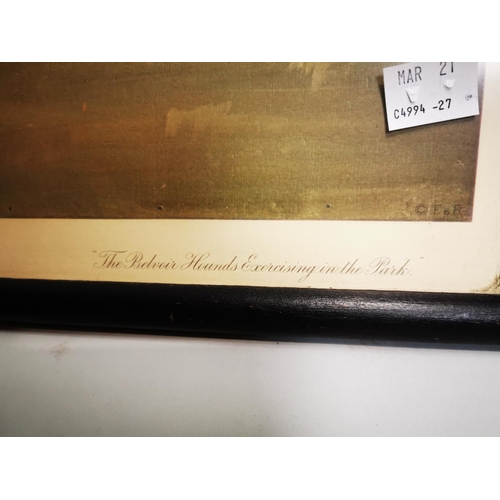 MAR 21
C4994 -27
"The Belvoir Hounds Exercising in the Park."